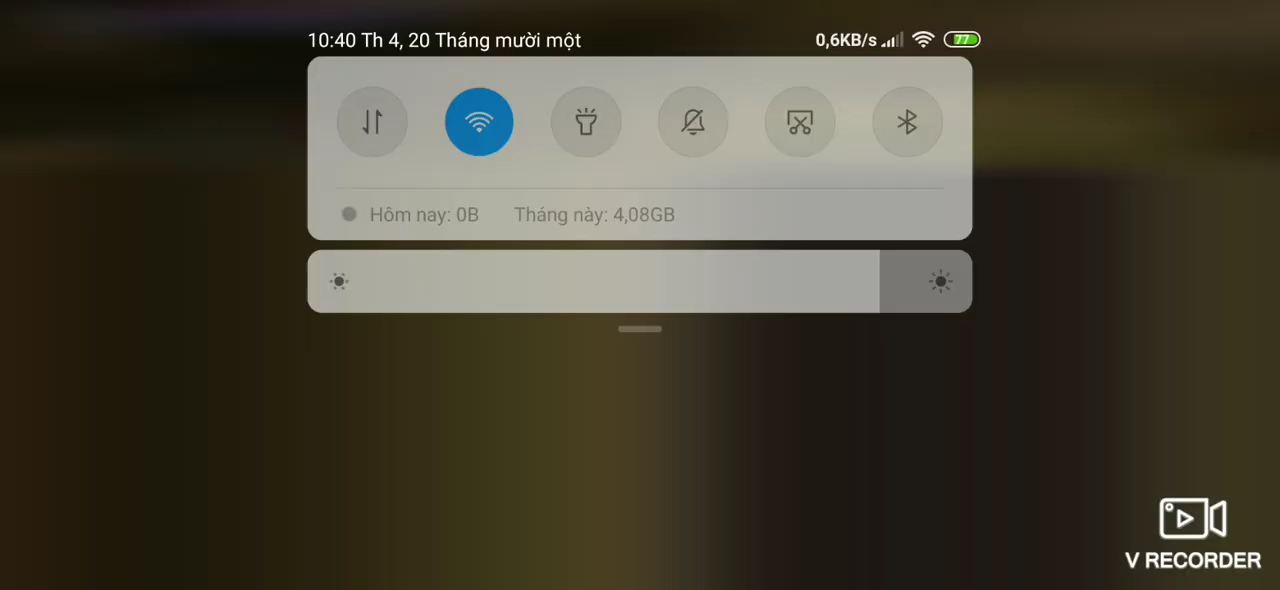 10:40 Th 4, 20 Tháng mười một
0,6KB/s 77
Hôm nay: 0B Tháng này: 4,08GB
V RECORDER